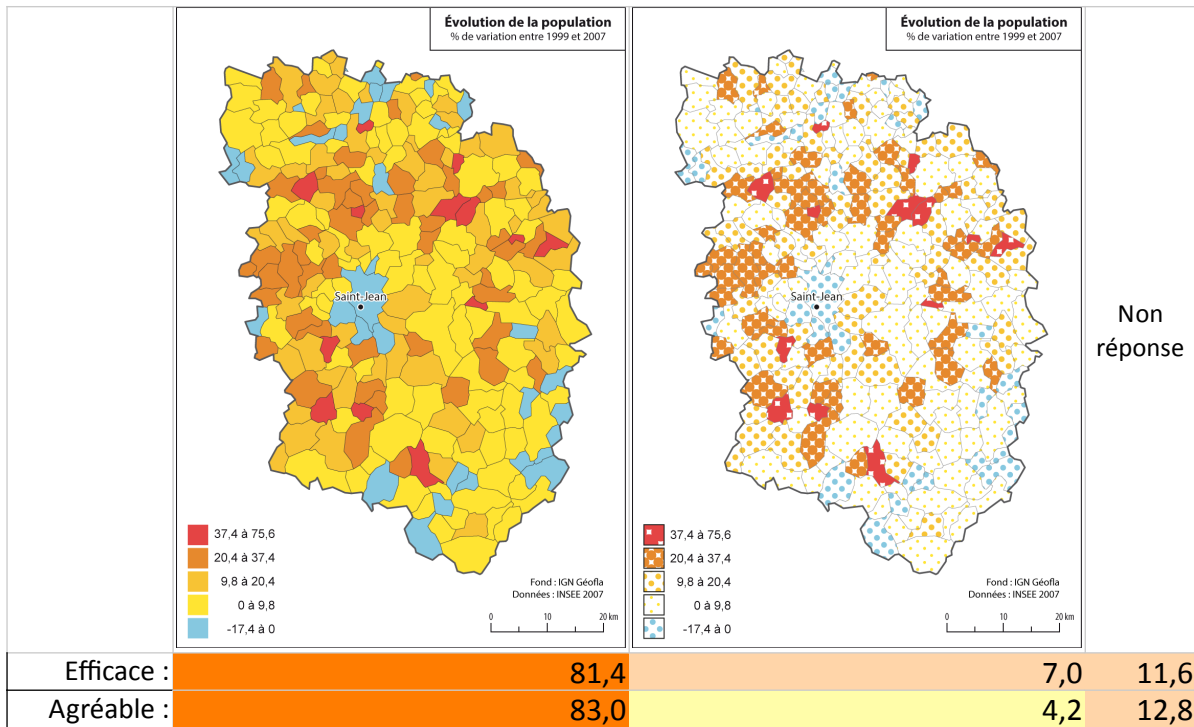 Évolution de la population
% de variation entre 1999 et 2007
Saint-Jean
37,4 à 75,6
20,4 à 37,4
9,8 à 20,4
0 à 9,8
-17,4 à 0
Fond : IGN Géofla
Données : INSEE 2007
0 10 20 km
Évolution de la population
% de variation entre 1999 et 2007
Saint-Jean
37,4 à 75,6
20,4 à 37,4
9,8 à 20,4
0 à 9,8
-17,4 à 0
Fond : IGN Géofla
Données : INSEE 2007
0 10 20 km
Non
réponse
Efficace : 81,4 7,0 11,6
Agréable : 83,0 4,2 12,8